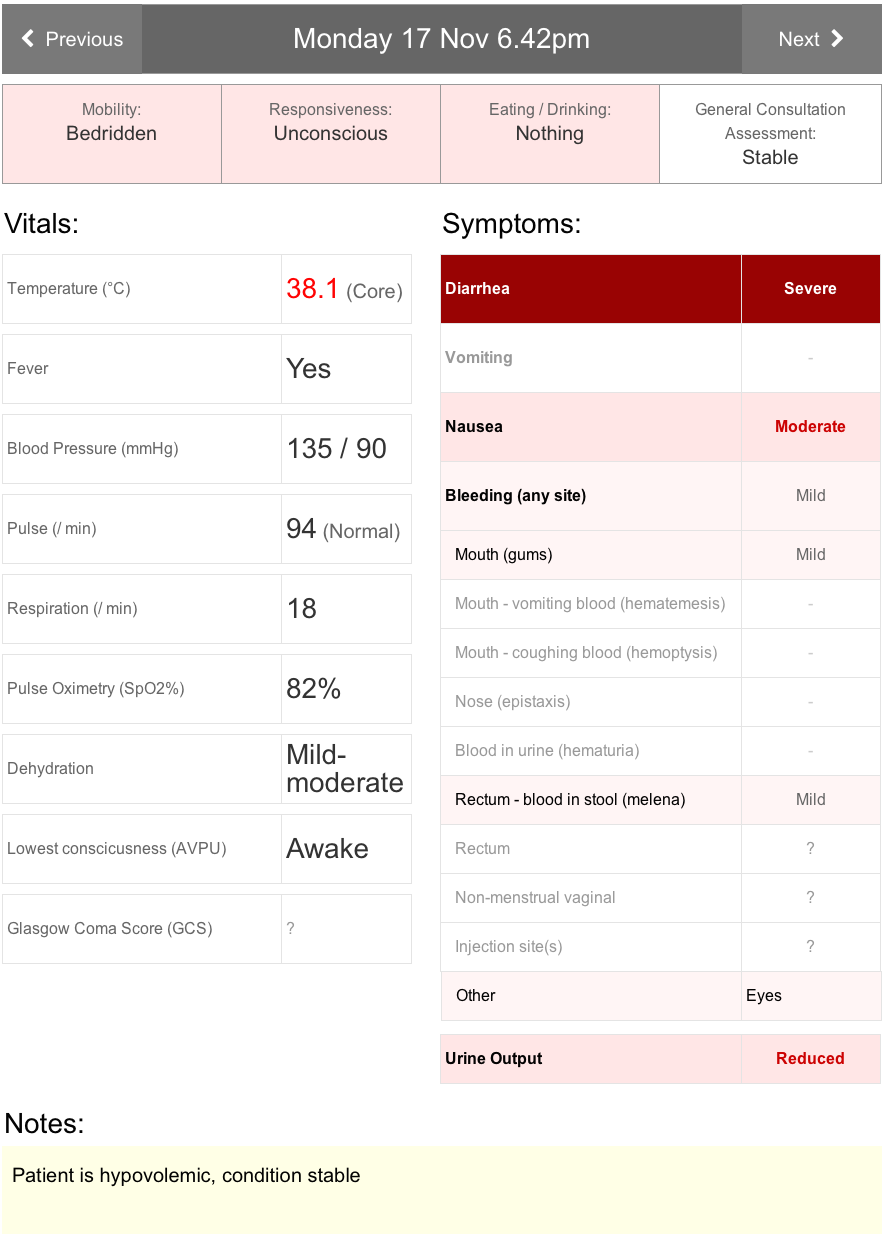 Previous
Monday 17 Nov 6.42pm
Next
Mobility:
Bedridden
Responsiveness:
Unconscious
Eating / Drinking:
Nothing
General Consultation
Assessment:
Stable
Vitals:
Temperature (°C) 38.1 (Core)
Fever Yes
Blood Pressure (mmHg) 135 / 90
Pulse (/ min) 94 (Normal)
Respiration (/ min) 18
Pulse Oximetry (SpO2%) 82%
Dehydration Mild-
moderate
Lowest conscicusness (AVPU) Awake
Glasgow Coma Score (GCS) ?
Symptoms:
Diarrhea Severe
Vomiting -
Nausea Moderate
Bleeding (any site) Mild
Mouth (gums) Mild
Mouth - vomiting blood (hematemesis) -
Mouth - coughing blood (hemoptysis) -
Nose (epistaxis) -
Blood in urine (hematuria) -
Rectum - blood in stool (melena) Mild
Rectum ?
Non-menstrual vaginal ?
Injection site(s) ?
Other Eyes
Urine Output Reduced
Notes:
Patient is hypovolemic, condition stable